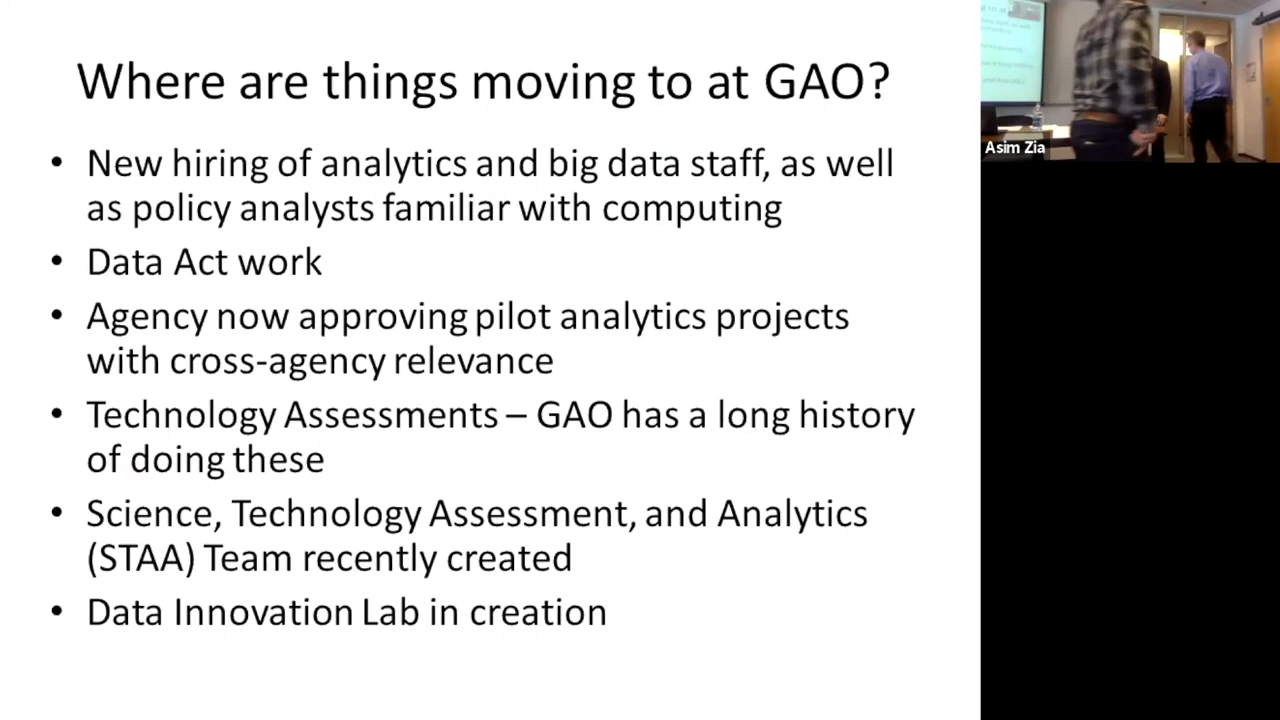 Where are things moving to at GAO?
• New hiring of analytics and big data staff, as well
as policy analysts familiar with computing
• Data Act work
• Agency now approving pilot analytics projects
with cross-agency relevance
• Technology Assessments – GAO has a long history
of doing these
• Science, Technology Assessment, and Analytics
(STAA) Team recently created
• Data Innovation Lab in creation
Asim Zia